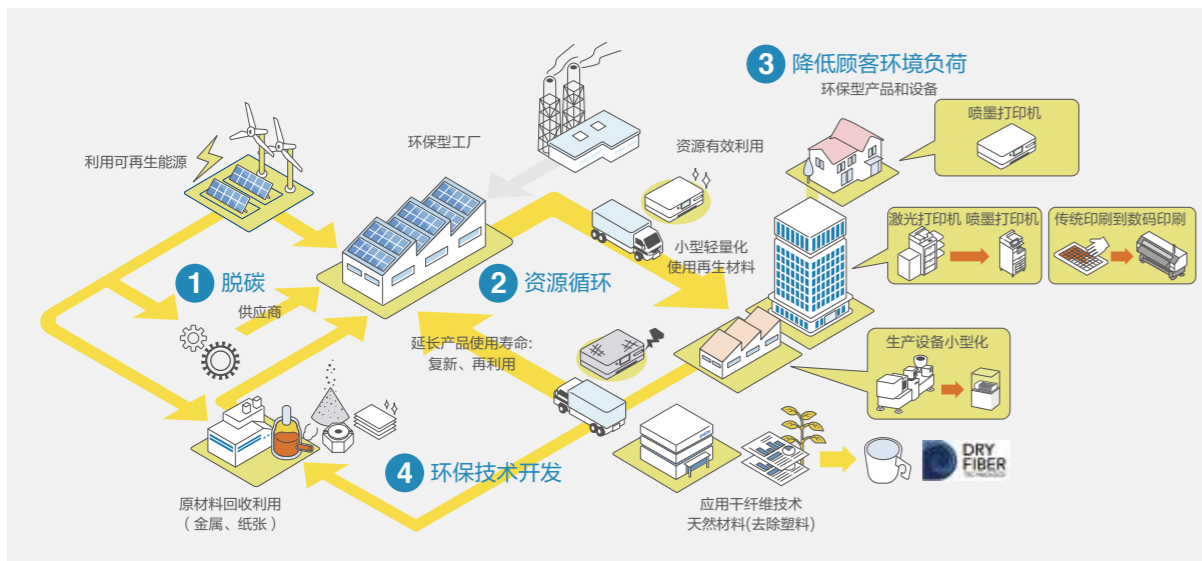 3 降低顾客环境负荷
环保型产品和设备
喷墨打印机
环保型工厂
资源有效利用
利用可再生能源
激光打印机 喷墨打印机
传统印刷到数码印刷
小型轻量化
使用再生材料
1 脱碳
2 资源循环
供应商
延长产品使用寿命:
复新、再利用
生产设备小型化
4 环保技术开发
DRY
FIBER
TECHNOLOGY
原材料回收利用
（金属、纸张）
应用干纤维技术
天然材料(去除塑料)